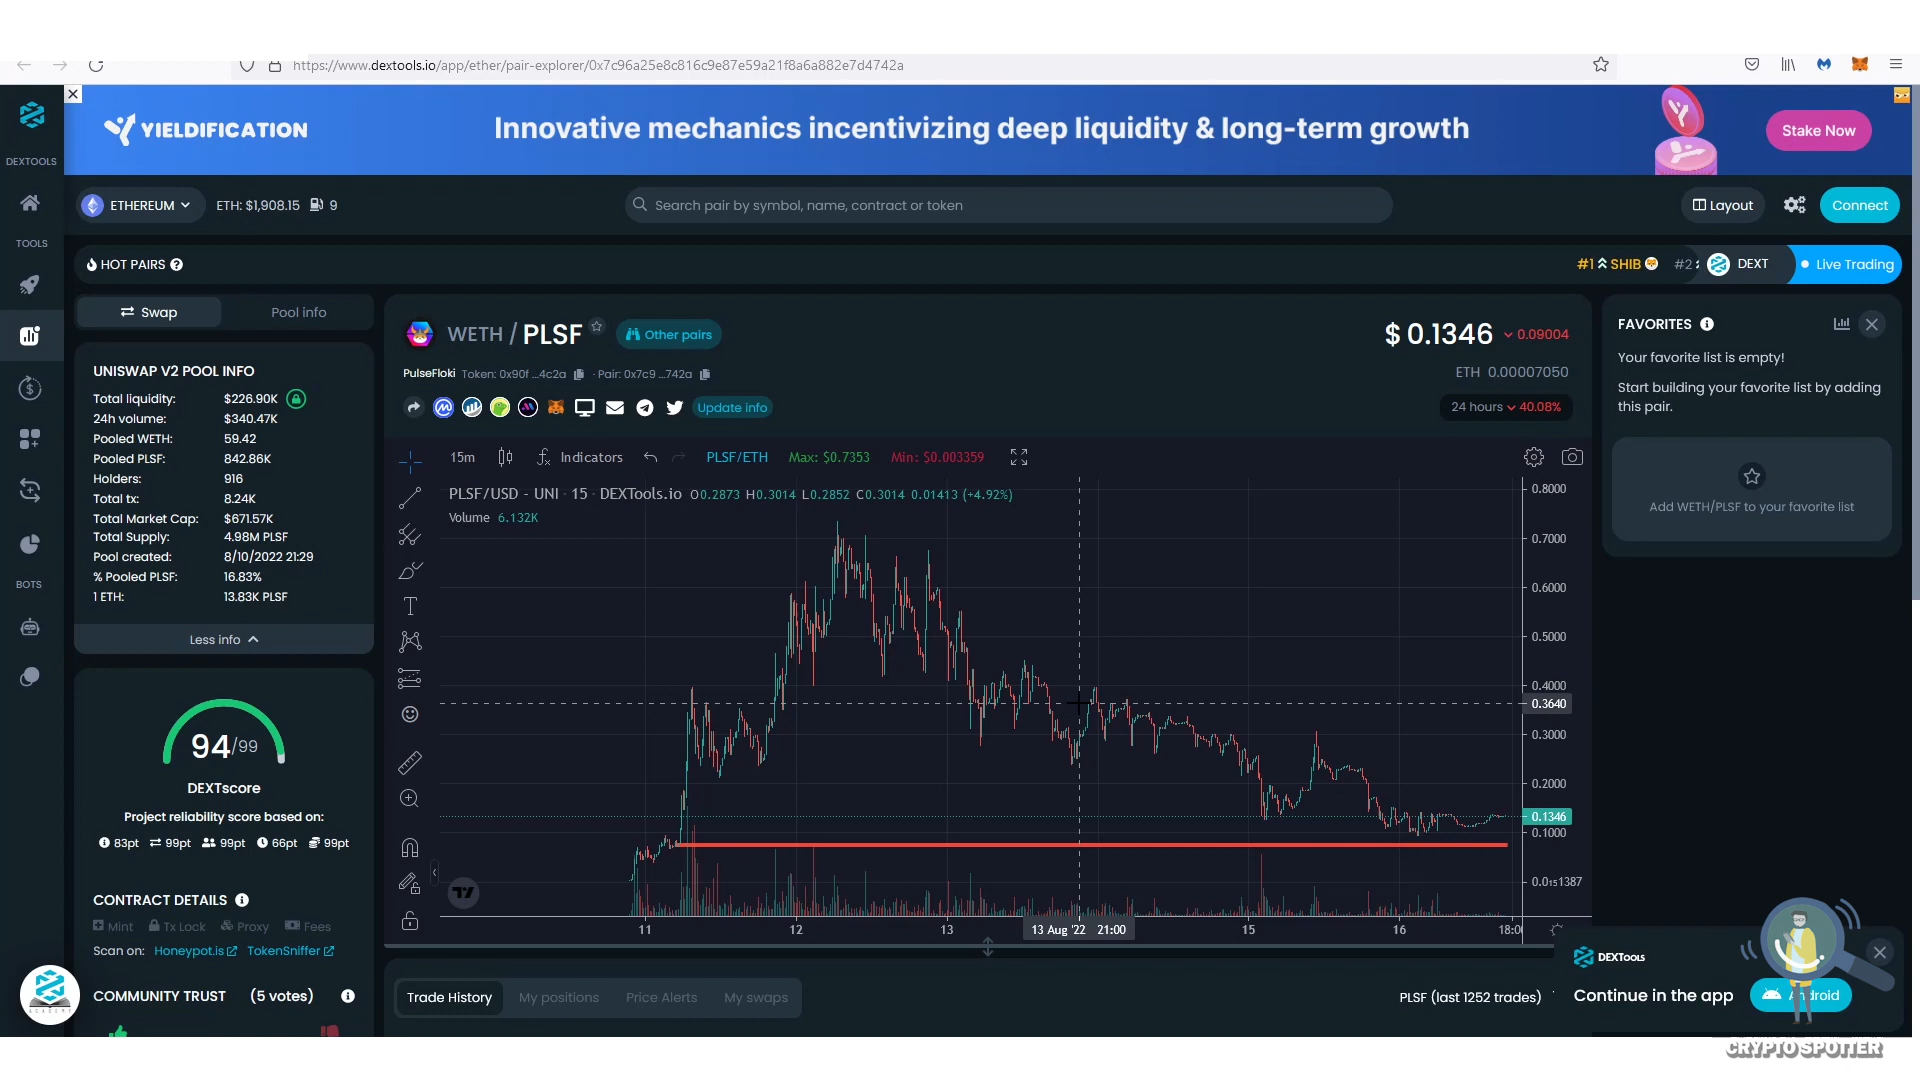 https://www.dextools.io/app/ether/pair-explorer/0x7c96a25e8c816c9e87e59a21f8a6a882e7d4742a
YIELDIFICATION
Innovative mechanics incentivizing deep liquidity & long-term growth
Stake Now
DEXTOOLS
ETHEREUM
ETH: $1,908.15
9
Search pair by symbol, name, contract or token
Layout
Connect
TOOLS
HOT PAIRS
#1 SHIB
#2
DEXT
Live Trading
Swap
Pool info
WETH / PLSF
Other pairs
$ 0.1346
0.09004
FAVORITES
Your favorite list is empty!
Start building your favorite list by adding
this pair.
Add WETH/PLSF to your favorite list
PulseFloki
Token: 0x90f ...4c2a
- Pair: 0x7c9 ...742a
ETH 0.00007050
Update info
24 hours 40.08%
UNISWAP V2 POOL INFO
Total liquidity: $226.90K
24h volume: $340.47K
Pooled WETH: 59.42
Pooled PLSF: 842.86K
Holders: 916
Total tx: 8.24K
Total Market Cap: $671.57K
Total Supply: 4.98M PLSF
Pool created: 8/10/2022 21:29
% Pooled PLSF: 16.83%
1 ETH: 13.83K PLSF
Less info
BOTS
15m
Indicators
PLSF/ETH
Max: $0.7353
Min: $0.003359
PLSF/USD - UNI · 15 · DEXTools.io O0.2873 H0.3014 L0.2852 C0.3014 0.01413 (+4.92%)
Volume 6.132K
0.8000
0.7000
0.6000
0.5000
0.4000
0.3640
0.3000
0.2000
0.1346
0.1000
0.0151387
11
12
13
13 Aug '22 21:00
15
16
18:00
94/99
DEXTscore
Project reliability score based on:
83pt
99pt
99pt
66pt
99pt
CONTRACT DETAILS
Mint
Tx Lock
Proxy
Fees
Scan on: Honeypot.is TokenSniffer
COMMUNITY TRUST (5 votes)
ACADEMY
Trade History
My positions
Price Alerts
My swaps
PLSF (last 1252 trades)
DEXTools
Continue in the app
Android
CRYPTO SPOTTER